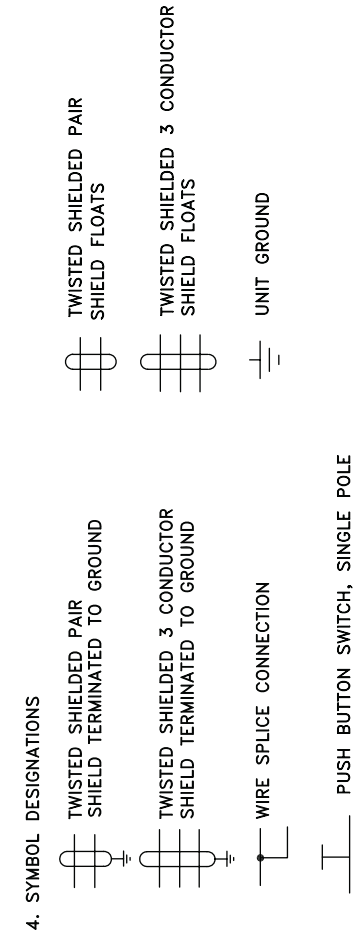 4. SYMBOL DESIGNATIONS
TWISTED SHIELDED PAIR
SHIELD TERMINATED TO GROUND
TWISTED SHIELDED 3 CONDUCTOR
SHIELD TERMINATED TO GROUND
WIRE SPLICE CONNECTION
PUSH BUTTON SWITCH, SINGLE POLE
TWISTED SHIELDED PAIR
SHIELD FLOATS
TWISTED SHIELDED 3 CONDUCTOR
SHIELD FLOATS
UNIT GROUND